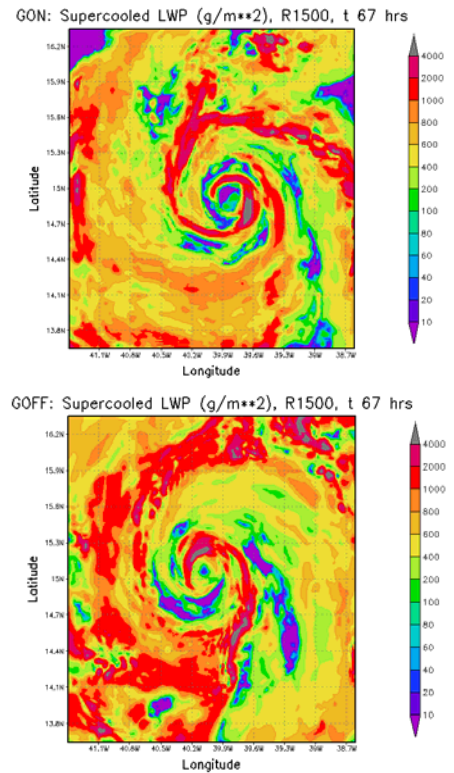 GON: Supercooled LWP (g/m**2), R1500, t 67 hrs
16.2N
15.9N
15.6N
15.3N
15N
14.7N
14.4N
14.1N
13.8N
41.1W 40.8W 40.5W 40.2W 39.9W 39.6W 39.3W 39W 38.7W
Latitude
Longitude
4000
2000
1000
800
600
400
200
100
80
60
40
20
10
GOFF: Supercooled LWP (g/m**2), R1500, t 67 hrs
16.2N
15.9N
15.6N
15.3N
15N
14.7N
14.4N
14.1N
13.8N
41.1W 40.8W 40.5W 40.2W 39.9W 39.6W 39.3W 39W 38.7W
Latitude
Longitude
4000
2000
1000
800
600
400
200
100
80
60
40
20
10